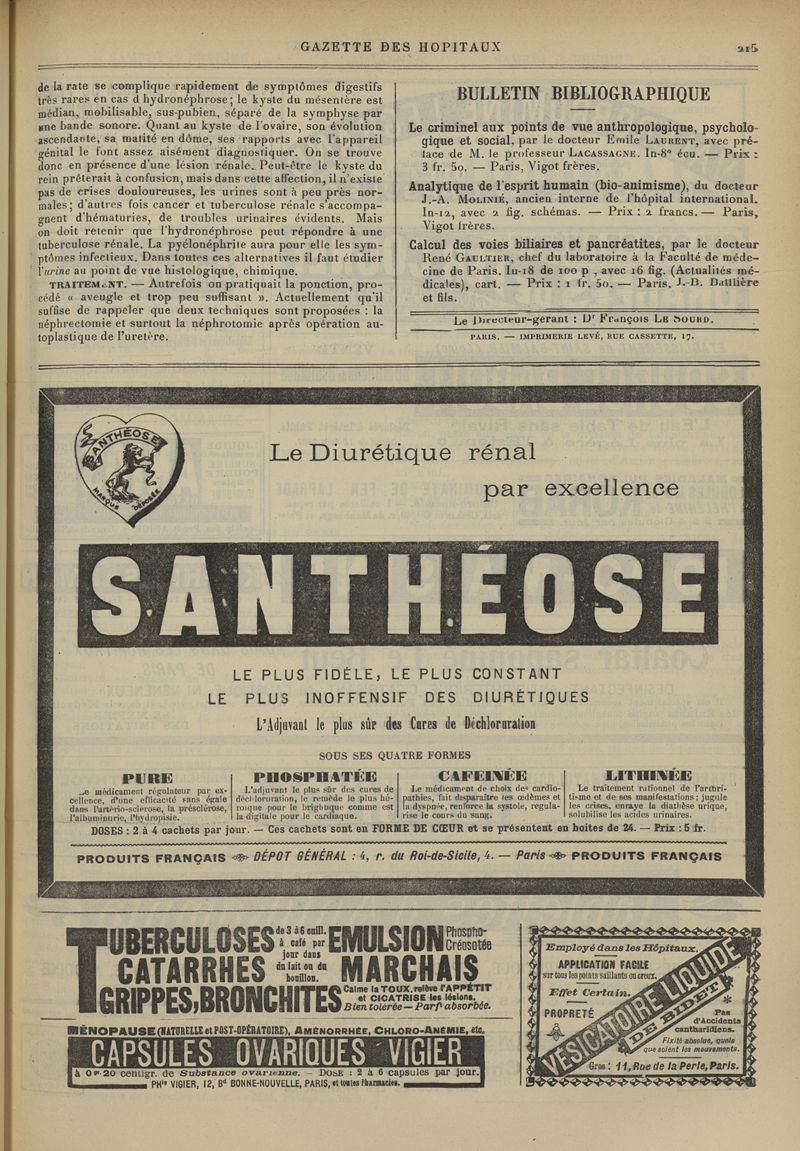 GAZETTE DES HOPITAUX
215
de la rate se complique rapidement de symptômes digestifs
très rares en cas d hydronéphrose; le kyste du mésentère est
médian, mobilisable, sus-pubien, séparé de la symphyse par
une bande sonore. Quant au kyste de l'ovaire, son évolution
ascendante, sa matité en dôme, ses rapports avec l'appareil
génital le font assez aisément diagnostiquer. On se trouve
donc en présence d'une lésion rénale. Peut-être le kyste du
rein prêterait à confusion, mais dans cette affection, il n'existe
pas de crises douloureuses, les urines sont à peu près nor-
males; d'autres fois cancer et tuberculose rénale s'accompa-
gnent d'hématuries, de troubles urinaires évidents. Mais
on doit retenir que l'hydronéphrose peut répondre à une
tuberculose rénale. La pyélonéphrite aura pour elle les sym-
ptômes infectieux. Dans toutes ces alternatives il faut étudier
l'urine au point de vue histologique, chimique.
TRAITEMENT. — Autrefois on pratiquait la ponction, pro-
cédé « aveugle et trop peu suffisant ». Actuellement qu'il
suffise de rappeler que deux techniques sont proposées : la
néphrectomie et surtout la néphrotomie après opération au-
toplastique de l'uretère.
BULLETIN BIBLIOGRAPHIQUE
Le criminel aux points de vue anthropologique, psycholo-
gique et social, par le docteur Emile LAURENT, avec pré-
face de M. le professeur LACASSAGNE. In-8° écu. — Prix :
3 fr. 50. — Paris, Vigot frères.
Analytique de l'esprit humain (bio-animisme), du docteur
J.-A. MOLINIÉ, ancien interne de l'hôpital international.
In-12, avec 2 fig. schémas. — Prix : 2 francs. — Paris,
Vigot frères.
Calcul des voies biliaires et pancréatites, par le docteur
René GAULTIER, chef du laboratoire à la Faculté de méde-
cine de Paris. In-18 de 100 p , avec 16 fig. (Actualités mé-
dicales), cart. — Prix : 1 fr. 50. — Paris. J.-B. Baillière
et fils.
Le Directeur-gérant : Dr François LE SOURD.
PARIS. — IMPRIMERIE LEVÉ, RUE CASSETTE, 17.
SANTHÉOSE
MARQUE DÉPOSÉE
Le Diurétique rénal
par excellence
SANTHÉOSE
LE PLUS FIDÈLE, LE PLUS CONSTANT
LE PLUS INOFFENSIF DES DIURÉTIQUES
L'Adjuvant le plus sûr des Cures de Déchloruration
SOUS SES QUATRE FORMES
PURE
Le médicament régulateur par ex-
cellence, d'une efficacité sans égale
dans l'artério-sclérose, la présclérose,
l'albuminurie, l'hydropisie.
PHOSPHATÉE
L'adjuvant le plus sûr des cures de
déchloruration, le remède le plus hé-
roïque pour le brightique comme est
la digitale pour le cardiaque.
CAFÉINÉE
Le médicament de choix des cardio-
pathies, fait disparaître les œdèmes et
la dyspnée, renforce la systole, régula-
rise le cours du sang.
LITHINÉE
Le traitement rationnel de l'arthri-
tisme et de ses manifestations; jugule
les crises, enraye la diathèse urique,
solubilise les acides urinaires.
DOSES : 2 à 4 cachets par jour. — Ces cachets sont en FORME DE CŒUR et se présentent en boites de 24. — Prix : 5 fr.
PRODUITS FRANÇAIS DÉPOT GÉNÉRAL : 4, r. du Roi-de-Sicile, 4. — Paris PRODUITS FRANÇAIS
TUBERCULOSES
CATARRHES
GRIPPES, BRONCHITES
de 3 à 6 cuill.
à café par
jour dans
du lait ou du
bouillon.
EMULSION Phospho-Créosotée
MARCHAIS
Calme la TOUX, relève l'APPÉTIT
et CICATRISE les lésions.
Bien tolérée — Parft absorbée.
MÉNOPAUSE (NATURELLE et POST-OPÉRATOIRE), AMÉNORRHÉE, CHLORO-ANÉMIE, etc.
CAPSULES OVARIQUES VIGIER
à 0gr20 centigr. de Substance ovarienne. — DOSE : 2 à 6 capsules par jour.
PHie VIGIER, 12, Bd BONNE-NOUVELLE, PARIS, et toutes Pharmacies.
Employé dans les Hôpitaux.
APPLICATION FACILE
sur tous les points saillants ou creux.
Effet Certain.
PROPRETÉ
VÉSICATOIRE LIQUIDE
DE BIDET
Pas
d'Accidents
cantharidiens.
Fixité absolue, quels
que soient les mouvements.
Gros : 11, Rue de la Perle, Paris.